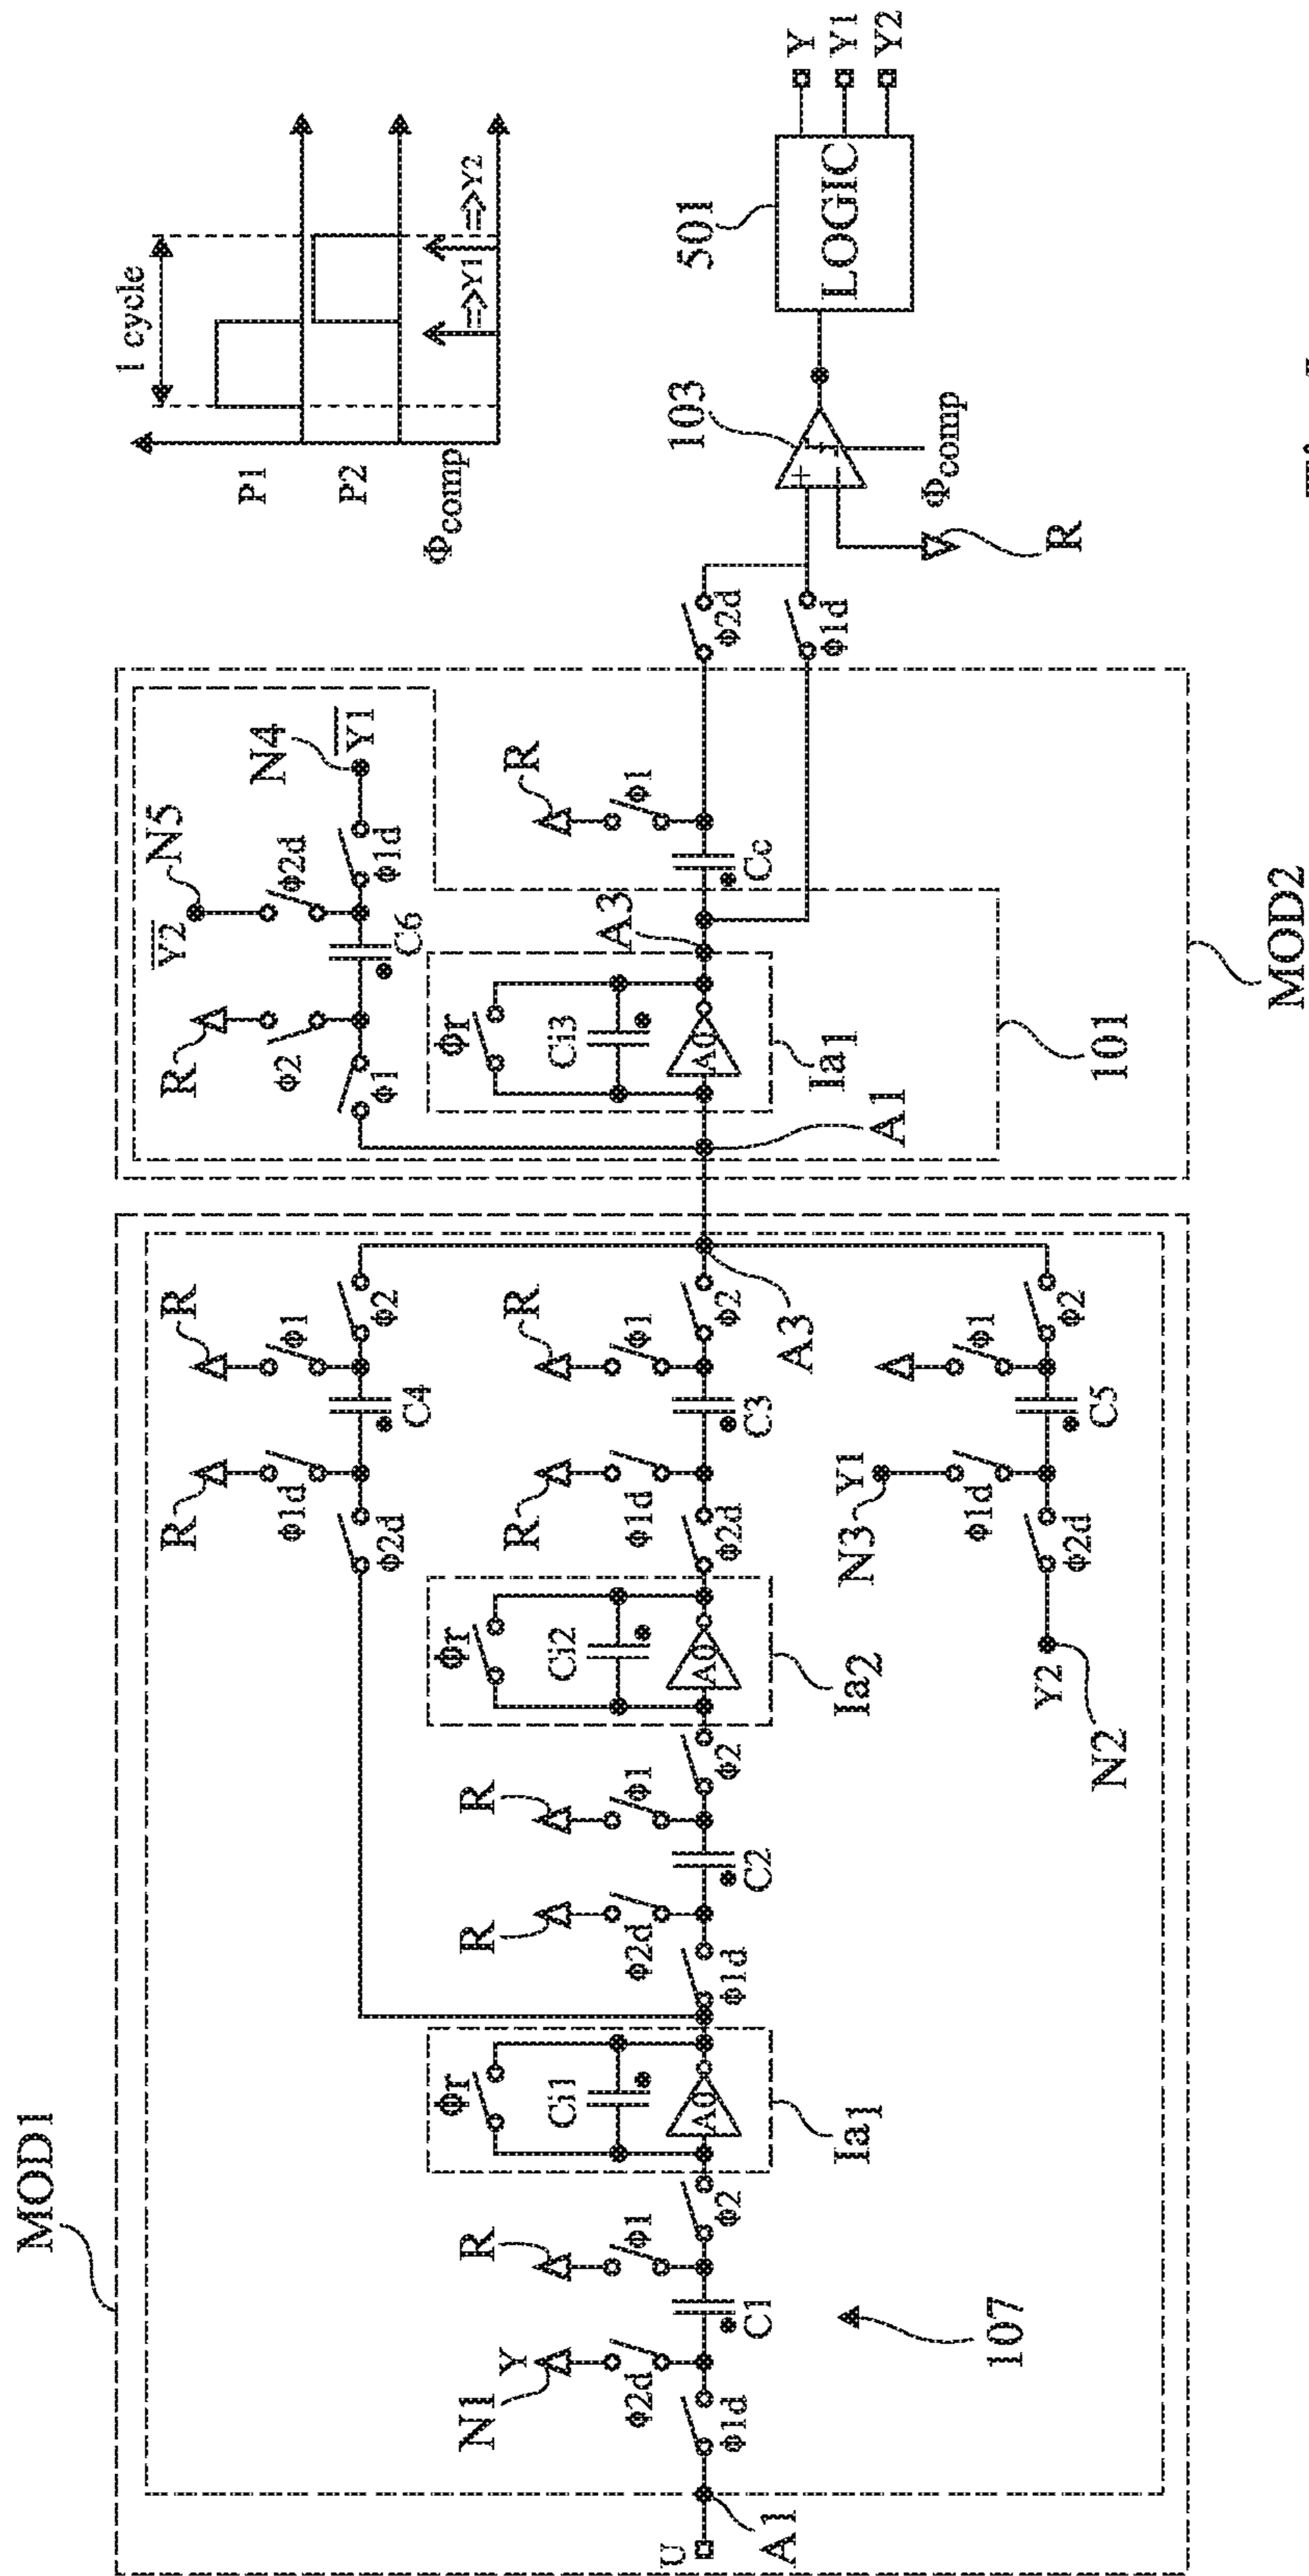 MOD1
U
A1
N1
Y
Φ2d
Φ1d
R
Φ1
C1
Φ2
107
Φr
Ci1
A0
Ia1
Φ1d
R
Φ2d
C2
R
Φ1
Φ2
Φr
Ci2
A0
Ia2
R
Φ1d
Φ2d
C4
R
Φ1
Φ2
R
Φ1d
Φ2d
C3
R
Φ1
Φ2
A3
N3
Y1
Φ1d
Φ2d
Y2
N2
C5
Φ1
Φ2
A1
R
Φ2
Φ1
C6
Y2
N5
Φ2d
Φ1d
Y1
N4
Φr
Ci3
A0
Ia1
A3
101
Cc
R
Φ1
MOD2
Φ2d
Φ1d
103
+
-
Φcomp
R
501
LOGIC
Y
Y1
Y2
1 cycle
P1
P2
Φcomp
=>Y1
=>Y2